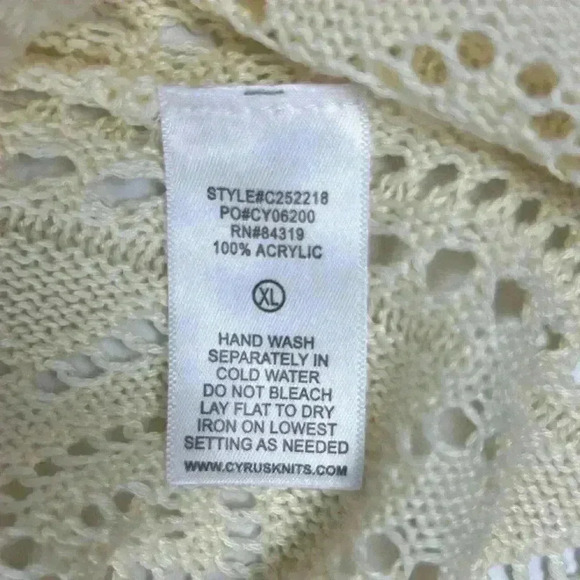 STYLE#C252218
PO#CY06200
RN#84319
100% ACRYLIC
XL
HAND WASH
SEPARATELY IN
COLD WATER
DO NOT BLEACH
LAY FLAT TO DRY
IRON ON LOWEST
SETTING AS NEEDED
WWW.CYRUSKNITS.COM